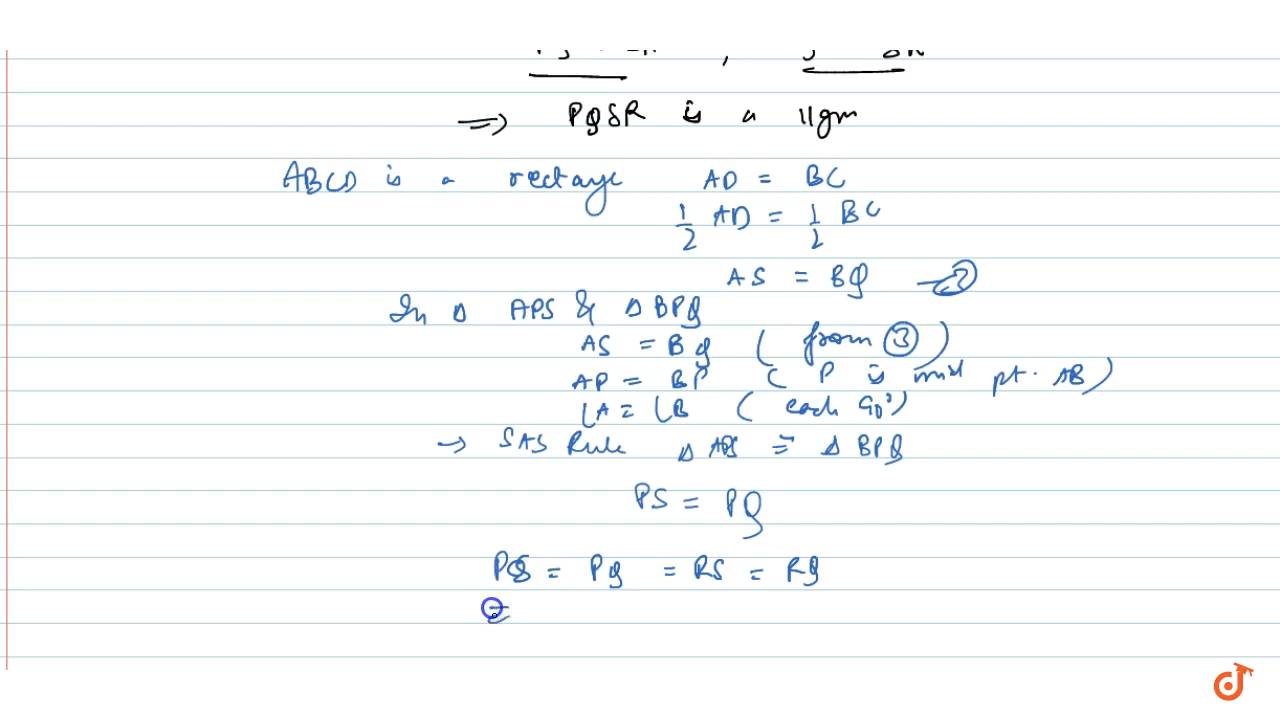 => PQSR is a ||gm
ABCD is a rectange AD = BC
1/2 AD = 1/2 BC
AS = BQ —③
In Δ APS & Δ BPQ
AS = BQ ( from ③ )
AP = BP ( P is mid pt. AB )
∠A = ∠B ( each 90° )
→ SAS Rule Δ APS ≅ Δ BPQ
PS = PQ
PQ = RS = RQ